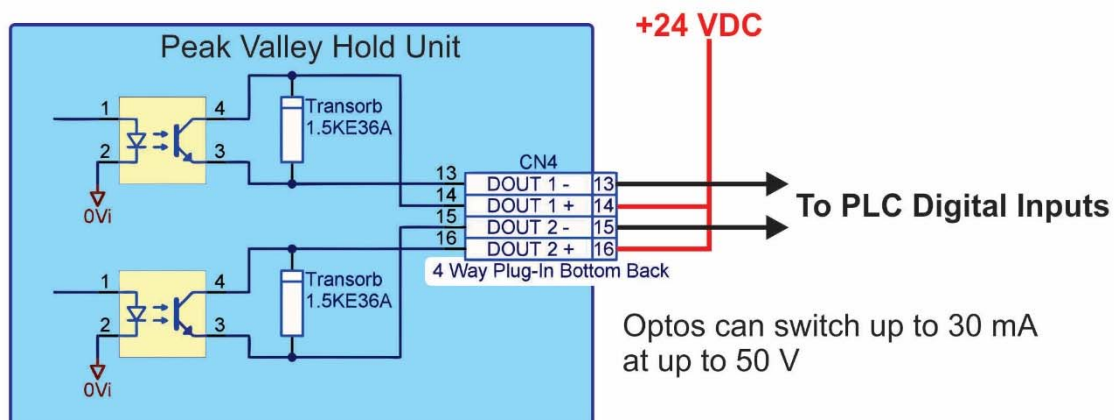 +24 VDC
Peak Valley Hold Unit
1
4
Transorb
1.5KE36A
2
3
0Vi
CN4
13 DOUT 1 - 13
14 DOUT 1 + 14
15 DOUT 2 - 15
16 DOUT 2 + 16
To PLC Digital Inputs
4 Way Plug-In Bottom Back
1
4
Transorb
1.5KE36A
2
3
0Vi
Optos can switch up to 30 mA
at up to 50 V